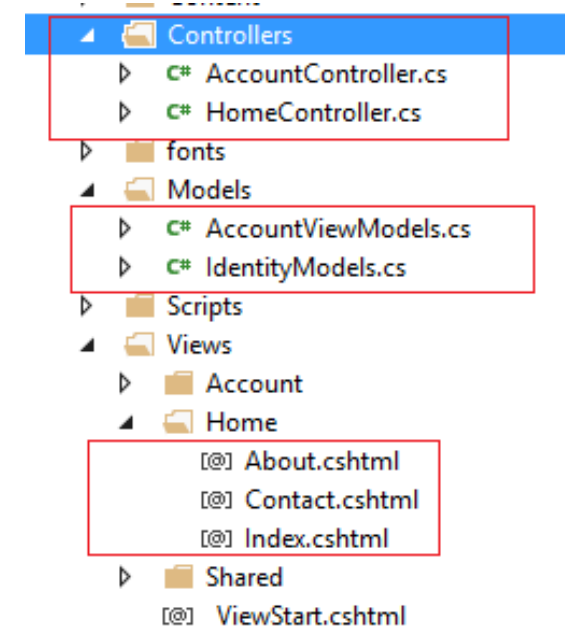 Controllers
C# AccountController.cs
C# HomeController.cs
fonts
Models
C# AccountViewModels.cs
C# IdentityModels.cs
Scripts
Views
Account
Home
[@] About.cshtml
[@] Contact.cshtml
[@] Index.cshtml
Shared
[@] ViewStart.cshtml